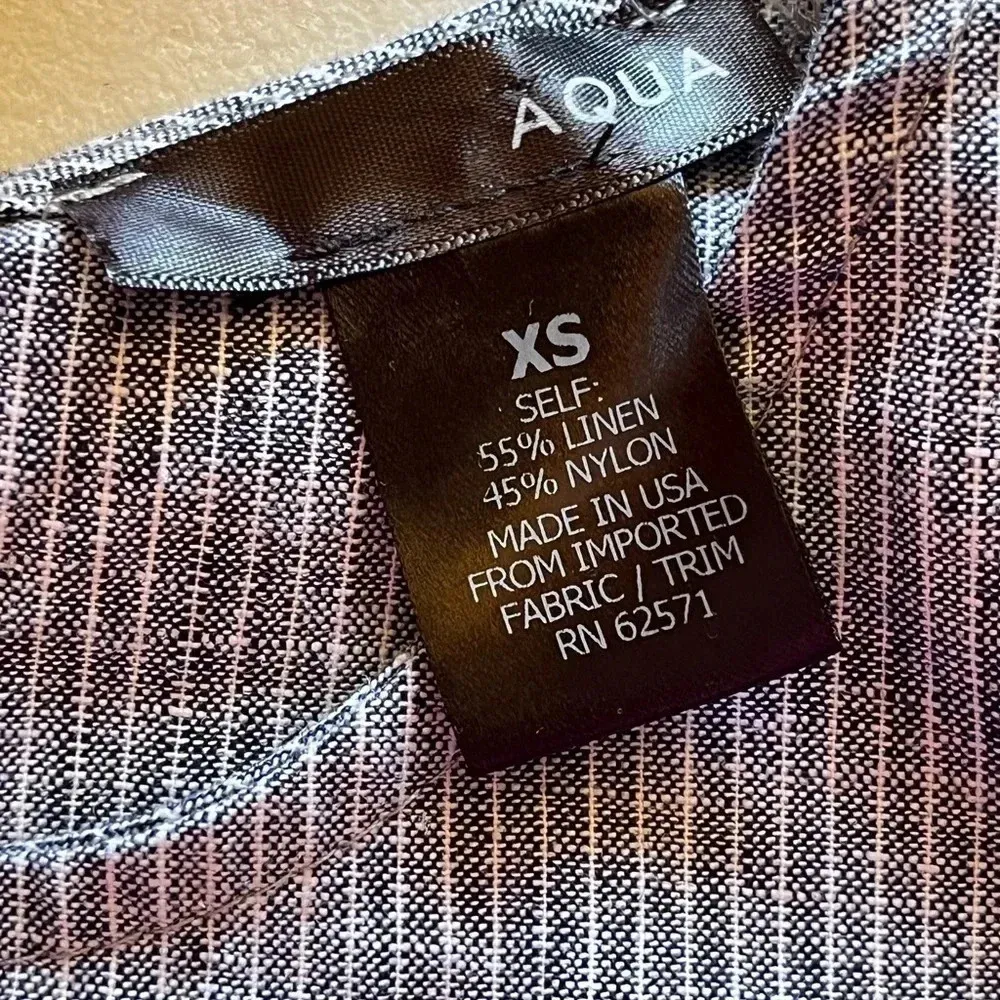 AQUA
XS
SELF:
55% LINEN
45% NYLON
MADE IN USA
FROM IMPORTED
FABRIC / TRIM
RN 62571